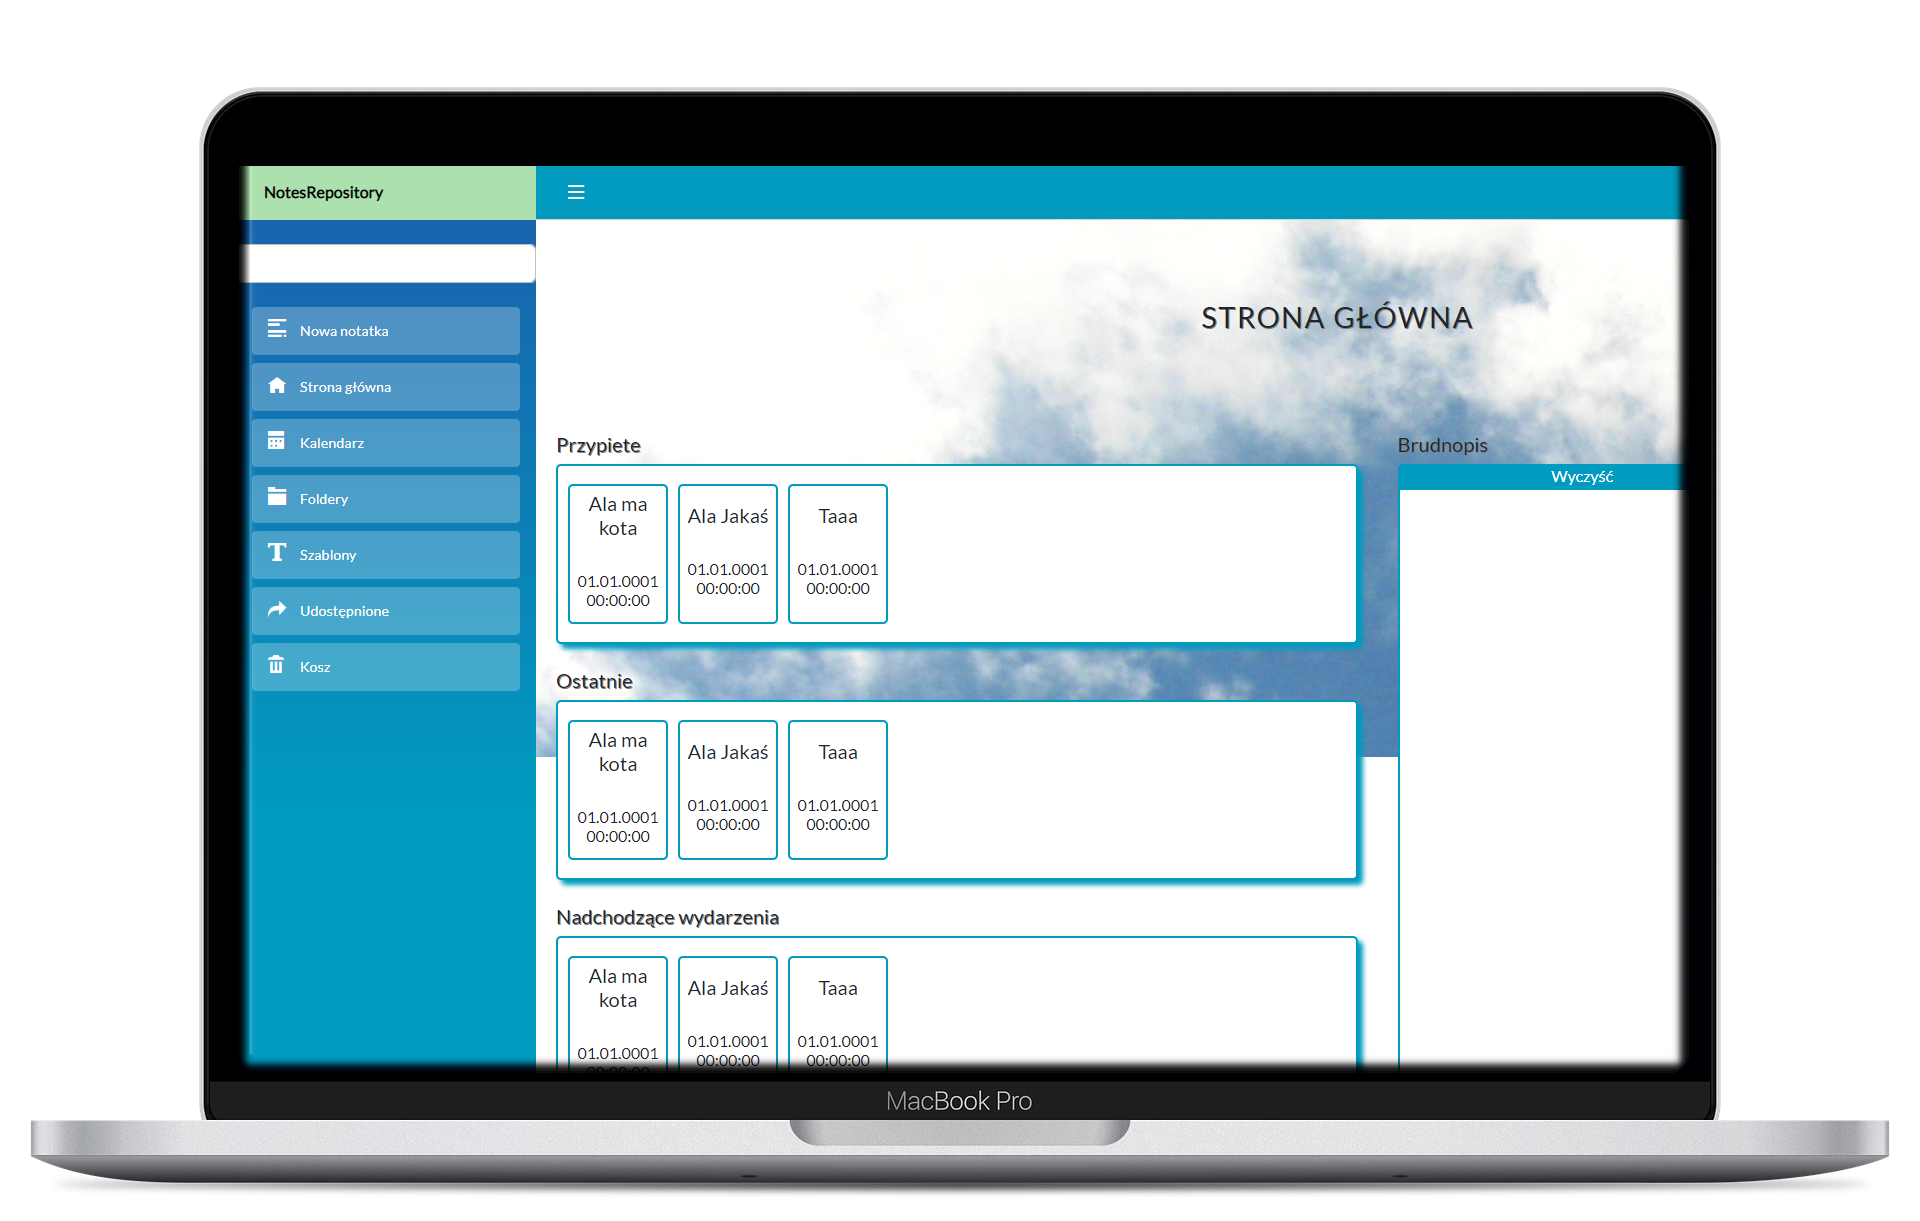 NotesRepository
Nowa notatka
Strona główna
Kalendarz
Foldery
Szablony
Udostępnione
Kosz
STRONA GŁÓWNA
Przypiete
Ala ma
kota
01.01.0001
00:00:00
Ala Jakaś
01.01.0001
00:00:00
Taaa
01.01.0001
00:00:00
Ostatnie
Ala ma
kota
01.01.0001
00:00:00
Ala Jakaś
01.01.0001
00:00:00
Taaa
01.01.0001
00:00:00
Nadchodzące wydarzenia
Ala ma
kota
01.01.0001
00:00:00
Ala Jakaś
01.01.0001
00:00:00
Taaa
01.01.0001
00:00:00
Brudnopis
Wyczyść
MacBook Pro